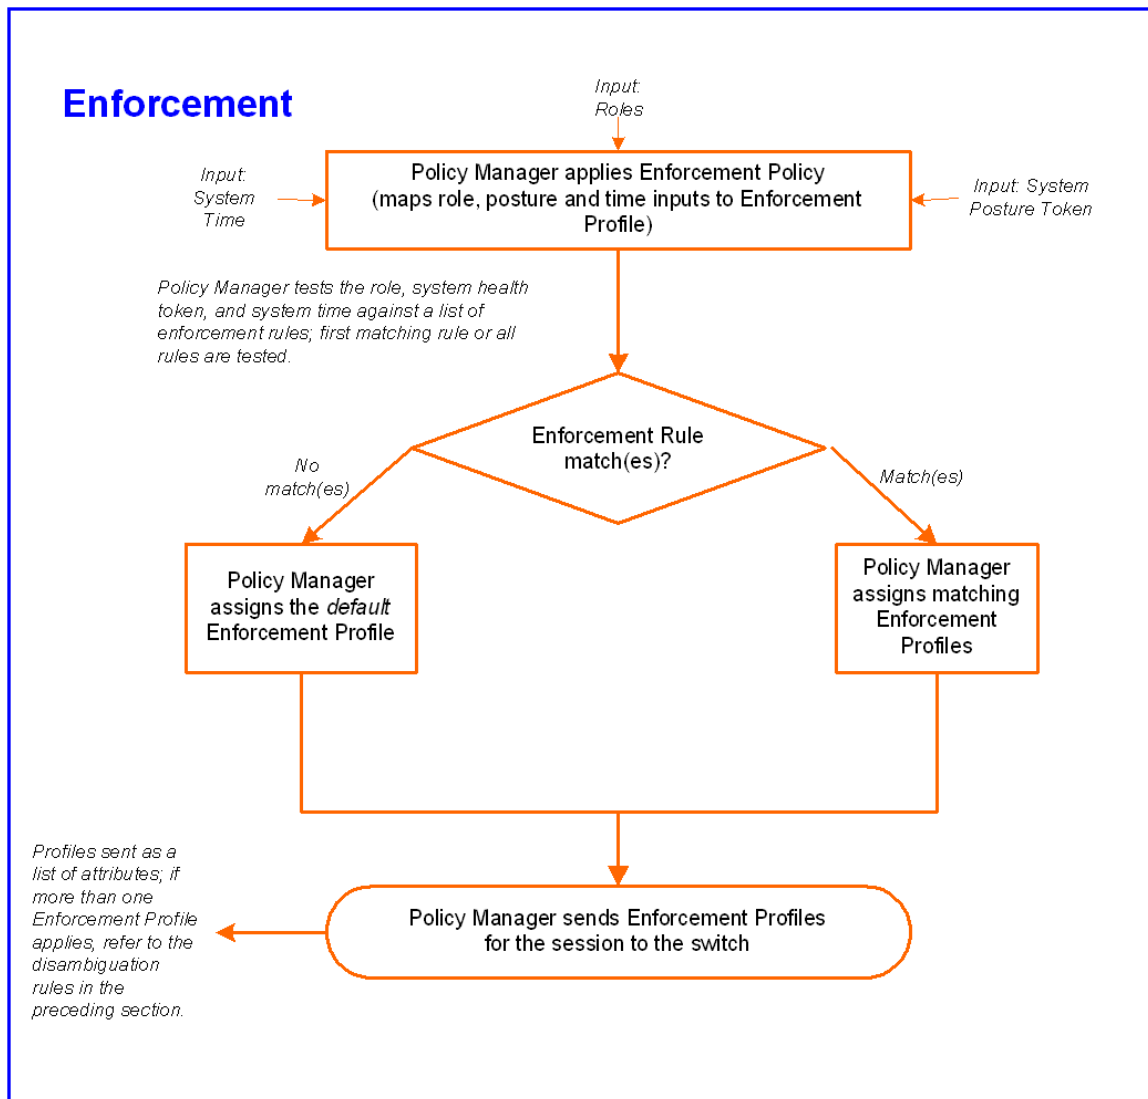 Enforcement
Input:
Roles
Input:
System
Time
Policy Manager applies Enforcement Policy
(maps role, posture and time inputs to Enforcement
Profile)
Input: System
Posture Token
Policy Manager tests the role, system health
token, and system time against a list of
enforcement rules; first matching rule or all
rules are tested.
Enforcement Rule
match(es)?
No
match(es)
Match(es)
Policy Manager
assigns the default
Enforcement Profile
Policy Manager
assigns matching
Enforcement
Profiles
Profiles sent as a
list of attributes; if
more than one
Enforcement Profile
applies, refer to the
disambiguation
rules in the
preceding section.
Policy Manager sends Enforcement Profiles
for the session to the switch